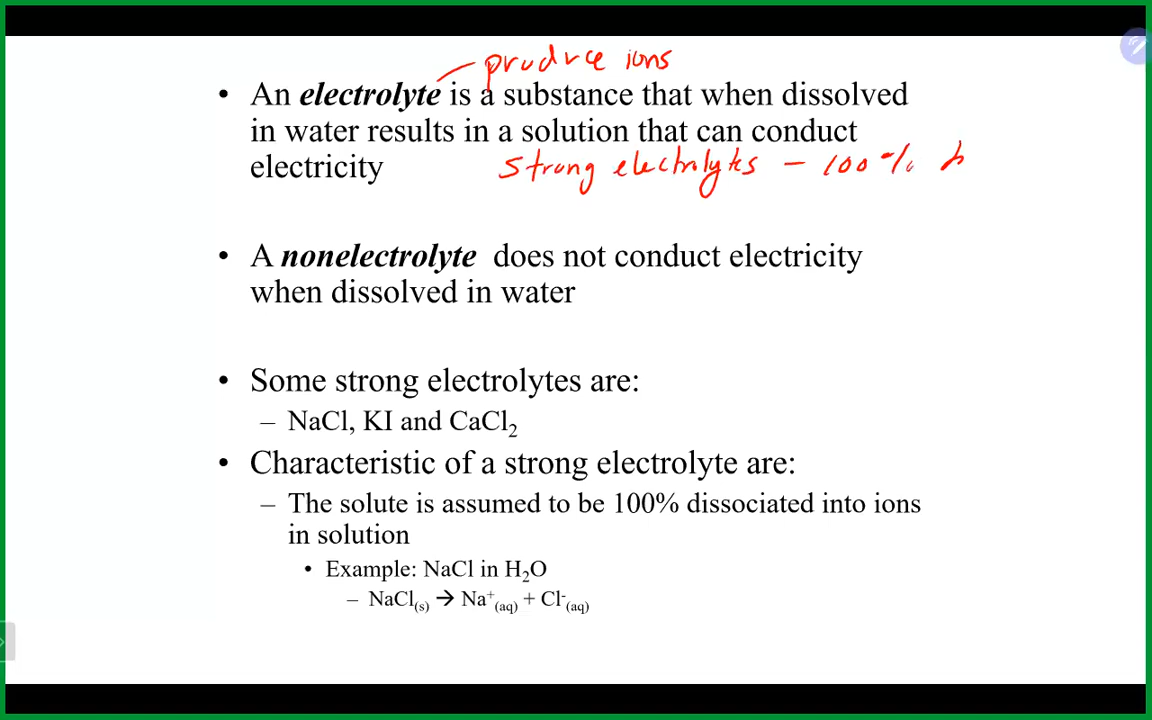 produce ions
• An electrolyte is a substance that when dissolved
in water results in a solution that can conduct
electricity
strong electrolytes – 100%
• A nonelectrolyte does not conduct electricity
when dissolved in water
• Some strong electrolytes are:
– NaCl, KI and CaCl₂
• Characteristic of a strong electrolyte are:
– The solute is assumed to be 100% dissociated into ions
in solution
• Example: NaCl in H₂O
– NaCl₍s₎ → Na⁺(aq) + Cl⁻(aq)